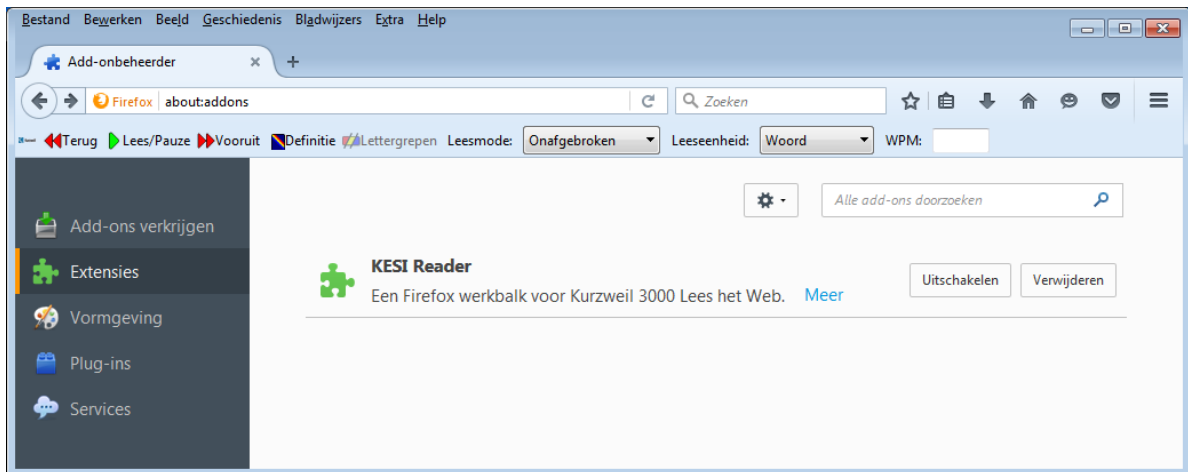 Bestand Bewerken Beeld Geschiedenis Bladwijzers Extra Help
Add-onbeheerder
Firefox about:addons Zoeken
Terug Lees/Pauze Vooruit Definitie Lettergrepen Leesmode: Onafgebroken Leeseenheid: Woord WPM:
Alle add-ons doorzoeken
Add-ons verkrijgen
Extensies
Vormgeving
Plug-ins
Services
KESI Reader
Een Firefox werkbalk voor Kurzweil 3000 Lees het Web. Meer
Uitschakelen Verwijderen